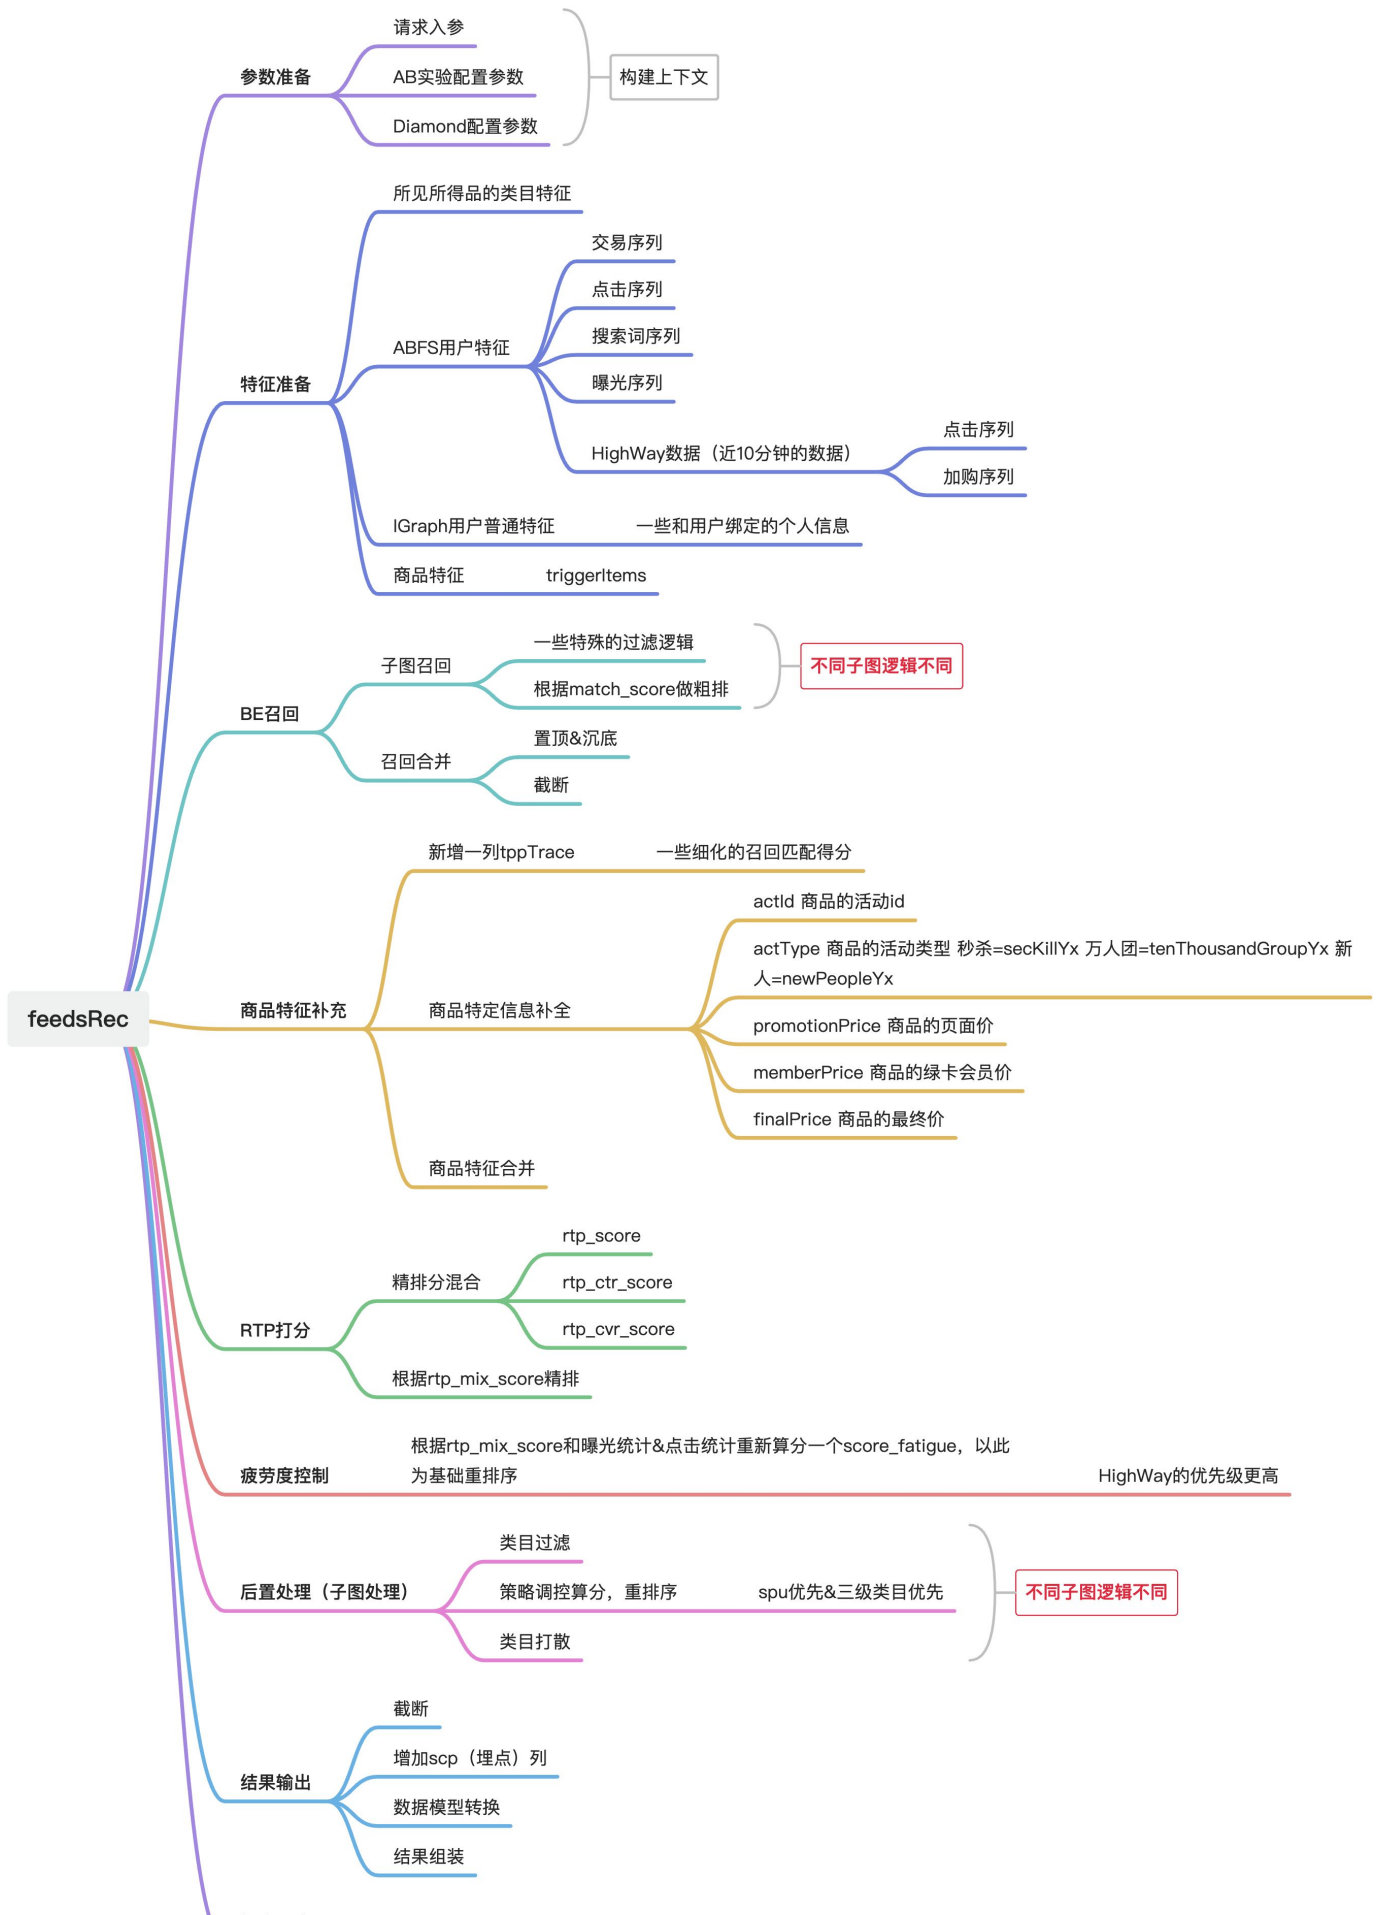 请求入参
参数准备
AB实验配置参数
构建上下文
Diamond配置参数
所见所得品的类目特征
交易序列
点击序列
搜索词序列
ABFS用户特征
曝光序列
特征准备
点击序列
HighWay数据（近10分钟的数据）
加购序列
IGraph用户普通特征
一些和用户绑定的个人信息
商品特征
triggerItems
一些特殊的过滤逻辑
子图召回
不同子图逻辑不同
根据match_score做粗排
BE召回
置顶&沉底
召回合并
截断
新增一列tppTrace
一些细化的召回匹配得分
actId 商品的活动id
actType 商品的活动类型 秒杀=secKillYx 万人团=tenThousandGroupYx 新
人=newPeopleYx
feedsRec
商品特征补充
商品特定信息补全
promotionPrice 商品的页面价
memberPrice 商品的绿卡会员价
finalPrice 商品的最终价
商品特征合并
rtp_score
精排分混合
rtp_ctr_score
RTP打分
rtp_cvr_score
根据rtp_mix_score精排
根据rtp_mix_score和曝光统计&点击统计重新算分一个score_fatigue，以此
为基础重排序
疲劳度控制
HighWay的优先级更高
类目过滤
后置处理（子图处理）
策略调控算分，重排序
spu优先&三级类目优先
不同子图逻辑不同
类目打散
截断
增加scp（埋点）列
结果输出
数据模型转换
结果组装